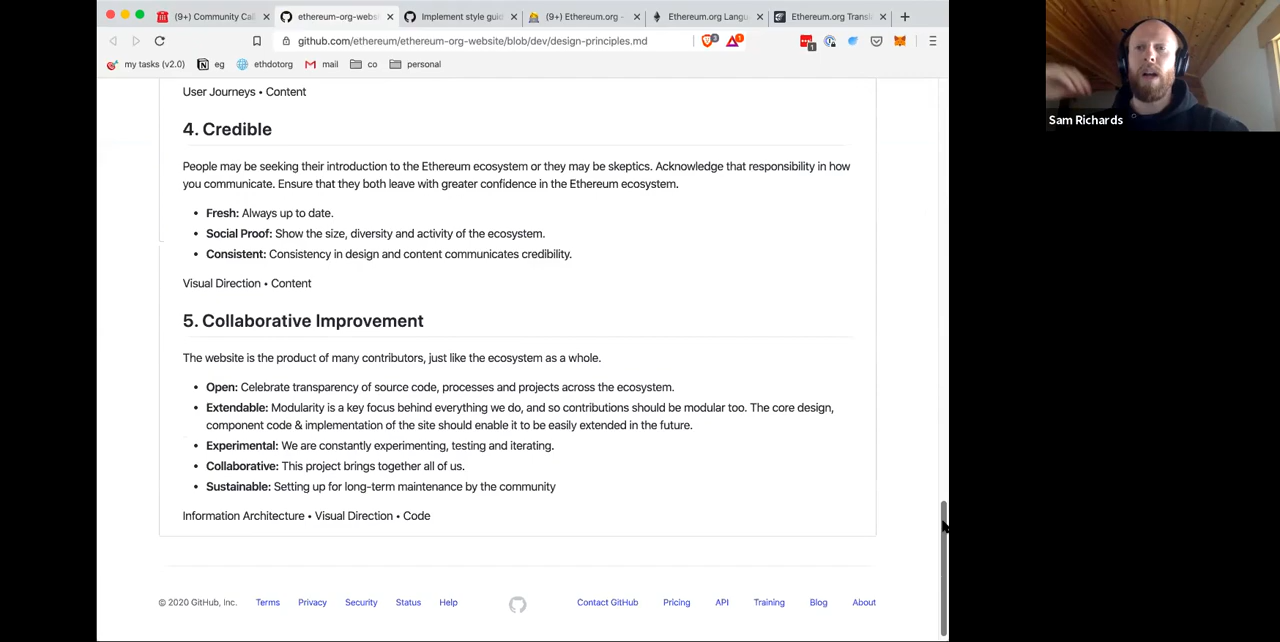 (9+) Community Cal
ethereum-org-webs
Implement style guid
(9+) Ethereum.org -
Ethereum.org Langu
Ethereum.org Transl
github.com/ethereum/ethereum-org-website/blob/dev/design-principles.md
my tasks (v2.0)
eg
ethdotorg
mail
co
personal
User Journeys • Content
4. Credible
People may be seeking their introduction to the Ethereum ecosystem or they may be skeptics. Acknowledge that responsibility in how
you communicate. Ensure that they both leave with greater confidence in the Ethereum ecosystem.
• Fresh: Always up to date.
• Social Proof: Show the size, diversity and activity of the ecosystem.
• Consistent: Consistency in design and content communicates credibility.
Visual Direction • Content
5. Collaborative Improvement
The website is the product of many contributors, just like the ecosystem as a whole.
• Open: Celebrate transparency of source code, processes and projects across the ecosystem.
• Extendable: Modularity is a key focus behind everything we do, and so contributions should be modular too. The core design,
component code & implementation of the site should enable it to be easily extended in the future.
• Experimental: We are constantly experimenting, testing and iterating.
• Collaborative: This project brings together all of us.
• Sustainable: Setting up for long-term maintenance by the community
Information Architecture • Visual Direction • Code
© 2020 GitHub, Inc.
Terms
Privacy
Security
Status
Help
Contact GitHub
Pricing
API
Training
Blog
About
Sam Richards